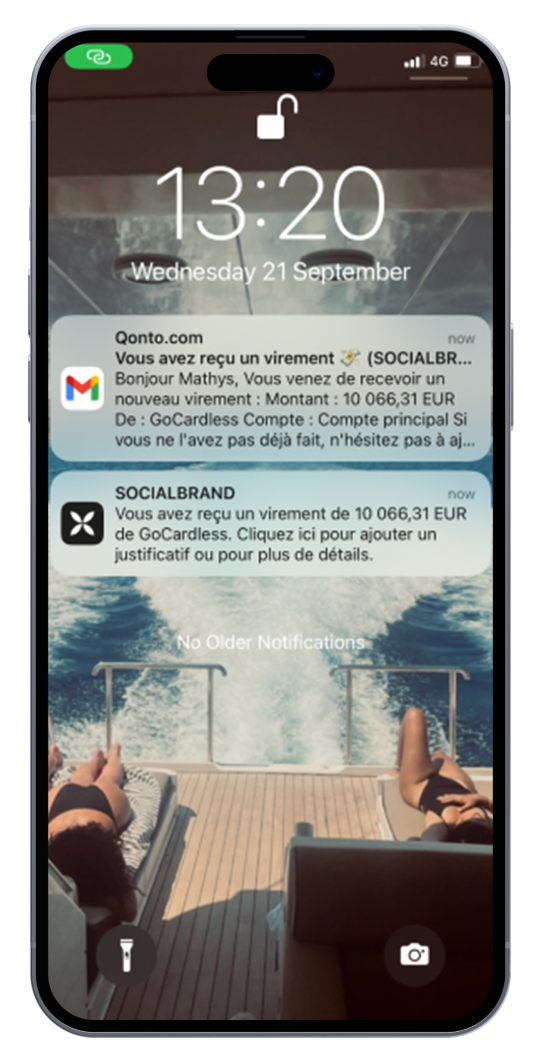 4G
13:20
Wednesday 21 September
Qonto.com now
Vous avez reçu un virement 💸 (SOCIALBR...
Bonjour Mathys, Vous venez de recevoir un
nouveau virement : Montant : 10 066,31 EUR
De : GoCardless Compte : Compte principal Si
vous ne l'avez pas déjà fait, n'hésitez pas à aj...
SOCIALBRAND now
Vous avez reçu un virement de 10 066,31 EUR
de GoCardless. Cliquez ici pour ajouter un
justificatif ou pour plus de détails.
No Older Notifications